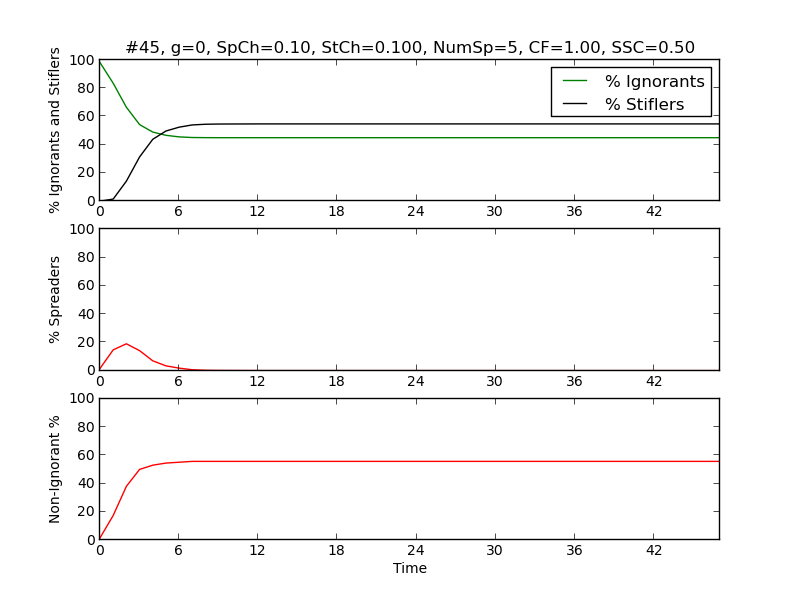 #45, g=0, SpCh=0.10, StCh=0.100, NumSp=5, CF=1.00, SSC=0.50
% Ignorants and Stiflers
100
80
60
40
20
0
% Ignorants
% Stiflers
0 6 12 18 24 30 36 42
% Spreaders
100
80
60
40
20
0
0 6 12 18 24 30 36 42
Non-Ignorant %
100
80
60
40
20
0
0 6 12 18 24 30 36 42
Time